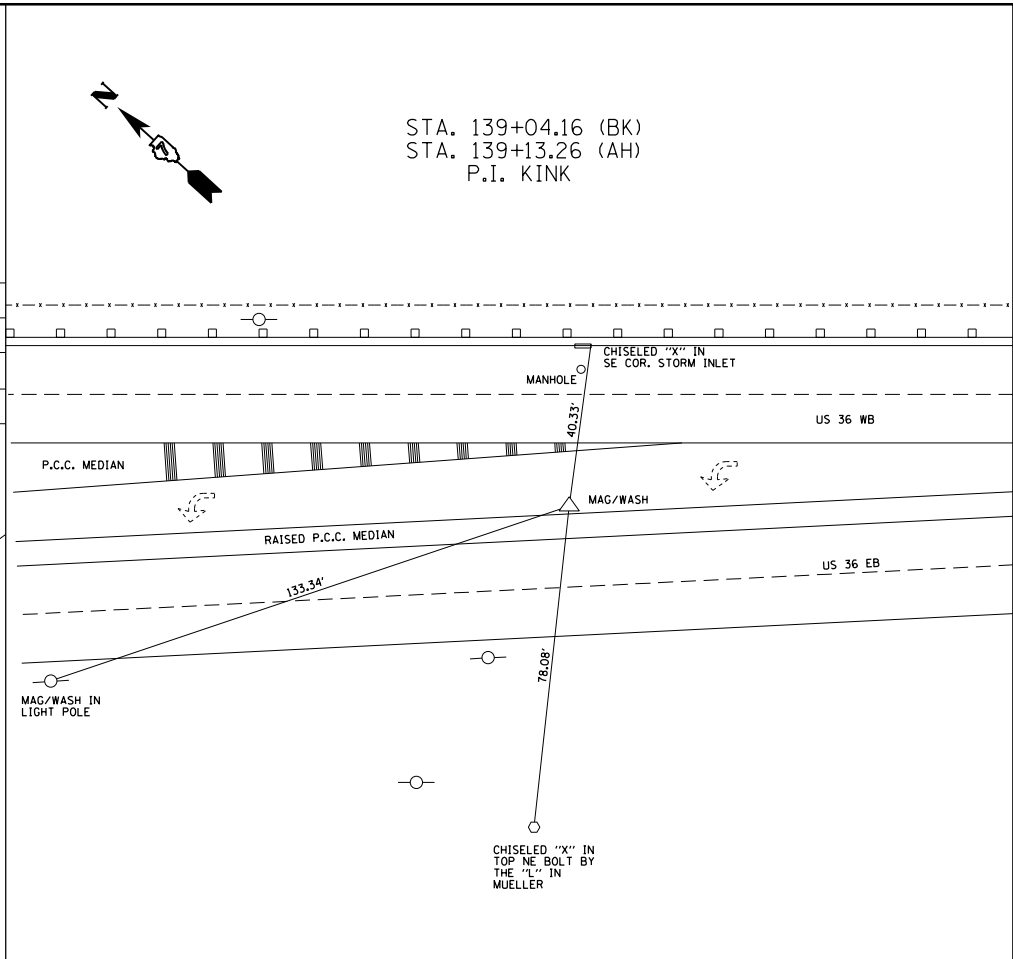 N
STA. 139+04.16 (BK)
STA. 139+13.26 (AH)
P.I. KINK
CHISELED "X" IN
SE COR. STORM INLET
MANHOLE
40.33'
US 36 WB
P.C.C. MEDIAN
MAG/WASH
RAISED P.C.C. MEDIAN
US 36 EB
133.34'
78.08'
MAG/WASH IN
LIGHT POLE
CHISELED "X" IN
TOP NE BOLT BY
THE "L" IN
MUELLER